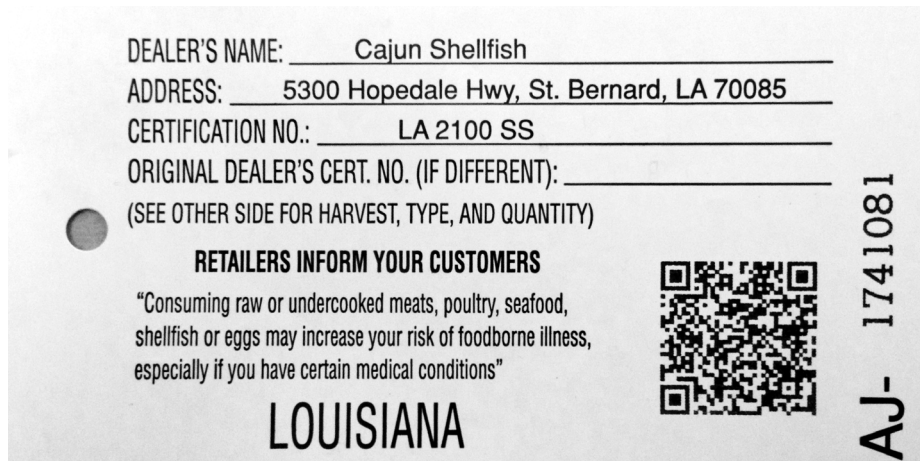 DEALER'S NAME: Cajun Shellfish
ADDRESS: 5300 Hopedale Hwy, St. Bernard, LA 70085
CERTIFICATION NO.: LA 2100 SS
ORIGINAL DEALER'S CERT. NO. (IF DIFFERENT):
(SEE OTHER SIDE FOR HARVEST, TYPE, AND QUANTITY)
RETAILERS INFORM YOUR CUSTOMERS
"Consuming raw or undercooked meats, poultry, seafood,
shellfish or eggs may increase your risk of foodborne illness,
especially if you have certain medical conditions"
LOUISIANA
AJ- 1741081